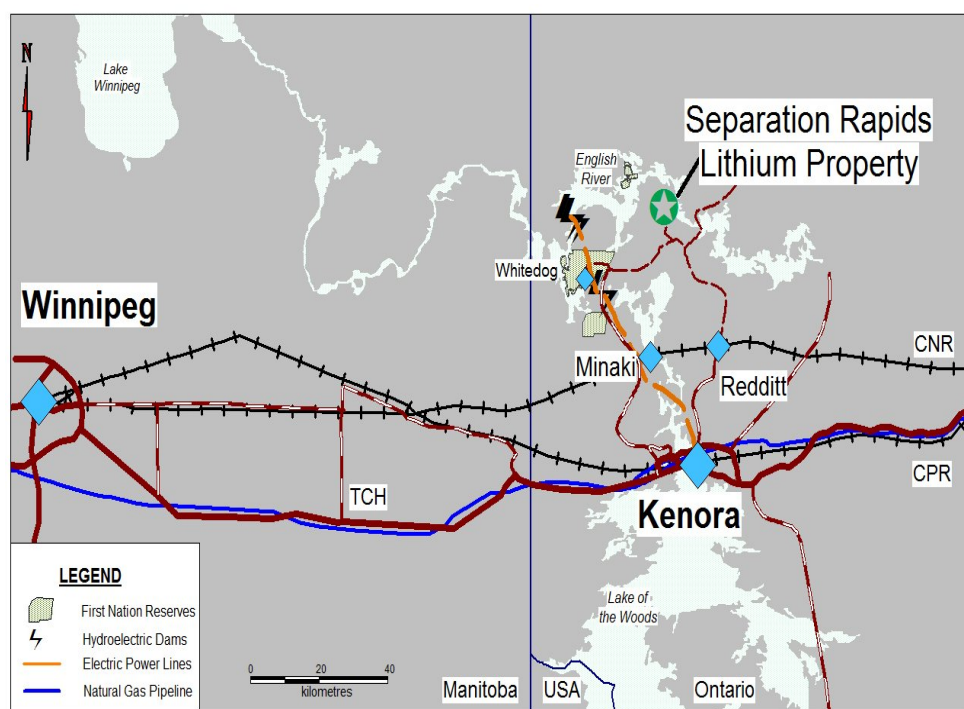 N
Lake
Winnipeg
Separation Rapids
Lithium Property
English
River
Whitedog
Winnipeg
CNR
Minaki
Redditt
TCH
CPR
Kenora
LEGEND
First Nation Reserves
Hydroelectric Dams
Electric Power Lines
Natural Gas Pipeline
Lake of
the Woods
0 20 40
kilometres
Manitoba
USA
Ontario